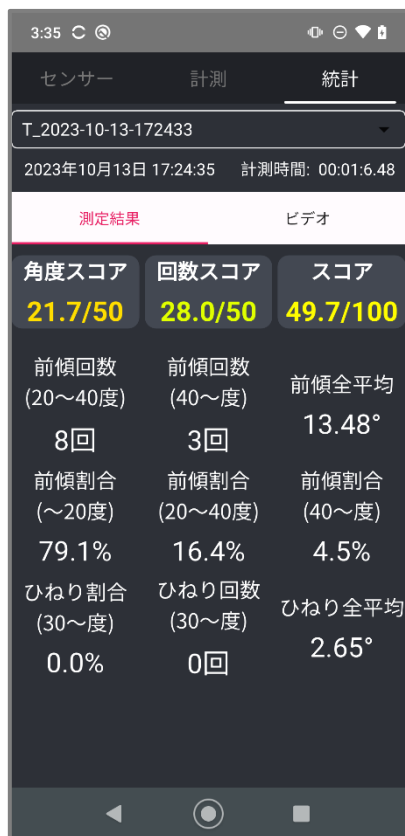 3:35
センサー 計測 統計
T_2023-10-13-172433
2023年10月13日 17:24:35 計測時間: 00:01:6.48
測定結果 ビデオ
角度スコア 回数スコア スコア
21.7/50 28.0/50 49.7/100
前傾回数 前傾回数 前傾全平均
(20〜40度) (40〜度) 13.48°
8回 3回
前傾割合 前傾割合 前傾割合
(〜20度) (20〜40度) (40〜度)
79.1% 16.4% 4.5%
ひねり割合 ひねり回数 ひねり全平均
(30〜度) (30〜度) 2.65°
0.0% 0回